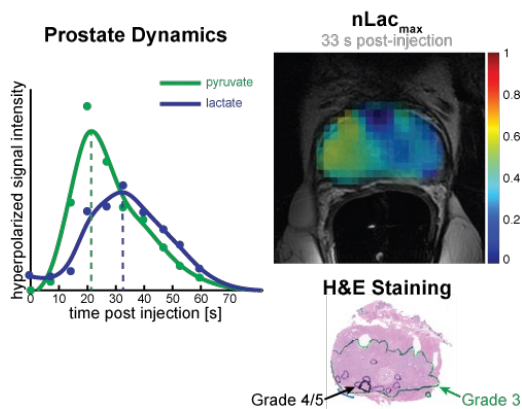 Prostate Dynamics
hyperpolarized signal intensity
pyruvate
lactate
0 10 20 30 40 50 60 70
time post injection [s]
nLacmax
33 s post-injection
1
0.8
0.6
0.4
0.2
0
H&E Staining
Grade 4/5
Grade 3